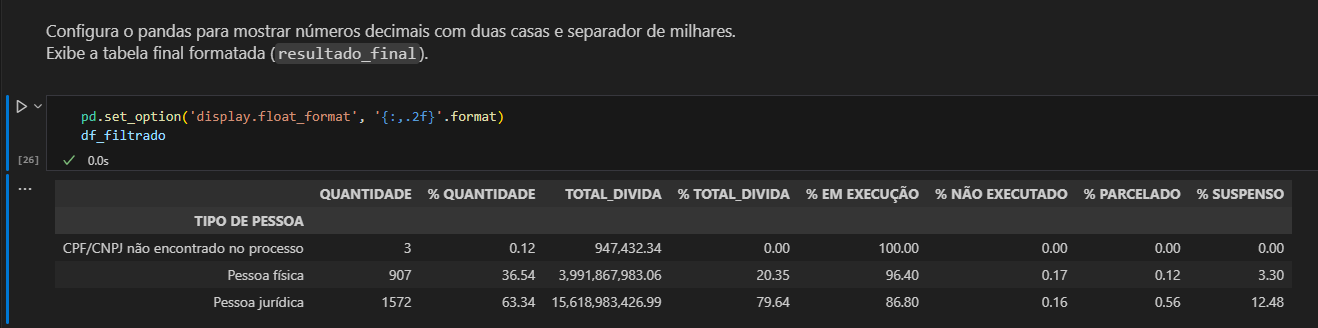 Configura o pandas para mostrar números decimais com duas casas e separador de milhares.
Exibe a tabela final formatada (resultado_final).
pd.set_option('display.float_format', '{:,.2f}'.format)
df_filtrado
[26] 0.0s
...
QUANTIDADE % QUANTIDADE TOTAL_DIVIDA % TOTAL_DIVIDA % EM EXECUÇÃO % NÃO EXECUTADO % PARCELADO % SUSPENSO
TIPO DE PESSOA
CPF/CNPJ não encontrado no processo 3 0.12 947,432.34 0.00 100.00 0.00 0.00 0.00
Pessoa física 907 36.54 3,991,867,983.06 20.35 96.40 0.17 0.12 3.30
Pessoa jurídica 1572 63.34 15,618,983,426.99 79.64 86.80 0.16 0.56 12.48